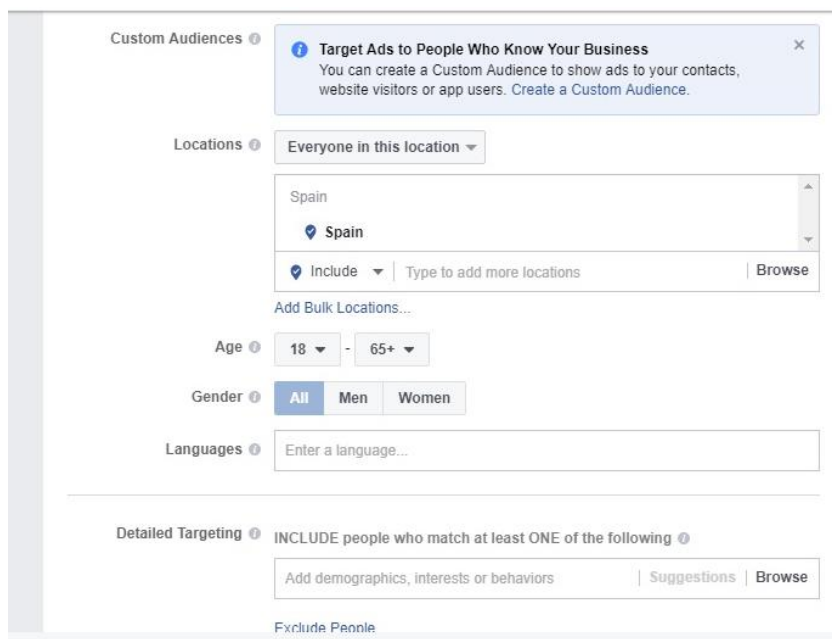 Custom Audiences
Target Ads to People Who Know Your Business
You can create a Custom Audience to show ads to your contacts,
website visitors or app users. Create a Custom Audience.
Locations
Everyone in this location
Spain
Spain
Include
Type to add more locations
Browse
Add Bulk Locations...
Age
18 - 65+
Gender
All Men Women
Languages
Enter a language...
Detailed Targeting
INCLUDE people who match at least ONE of the following
Add demographics, interests or behaviors
Suggestions
Browse
Exclude People